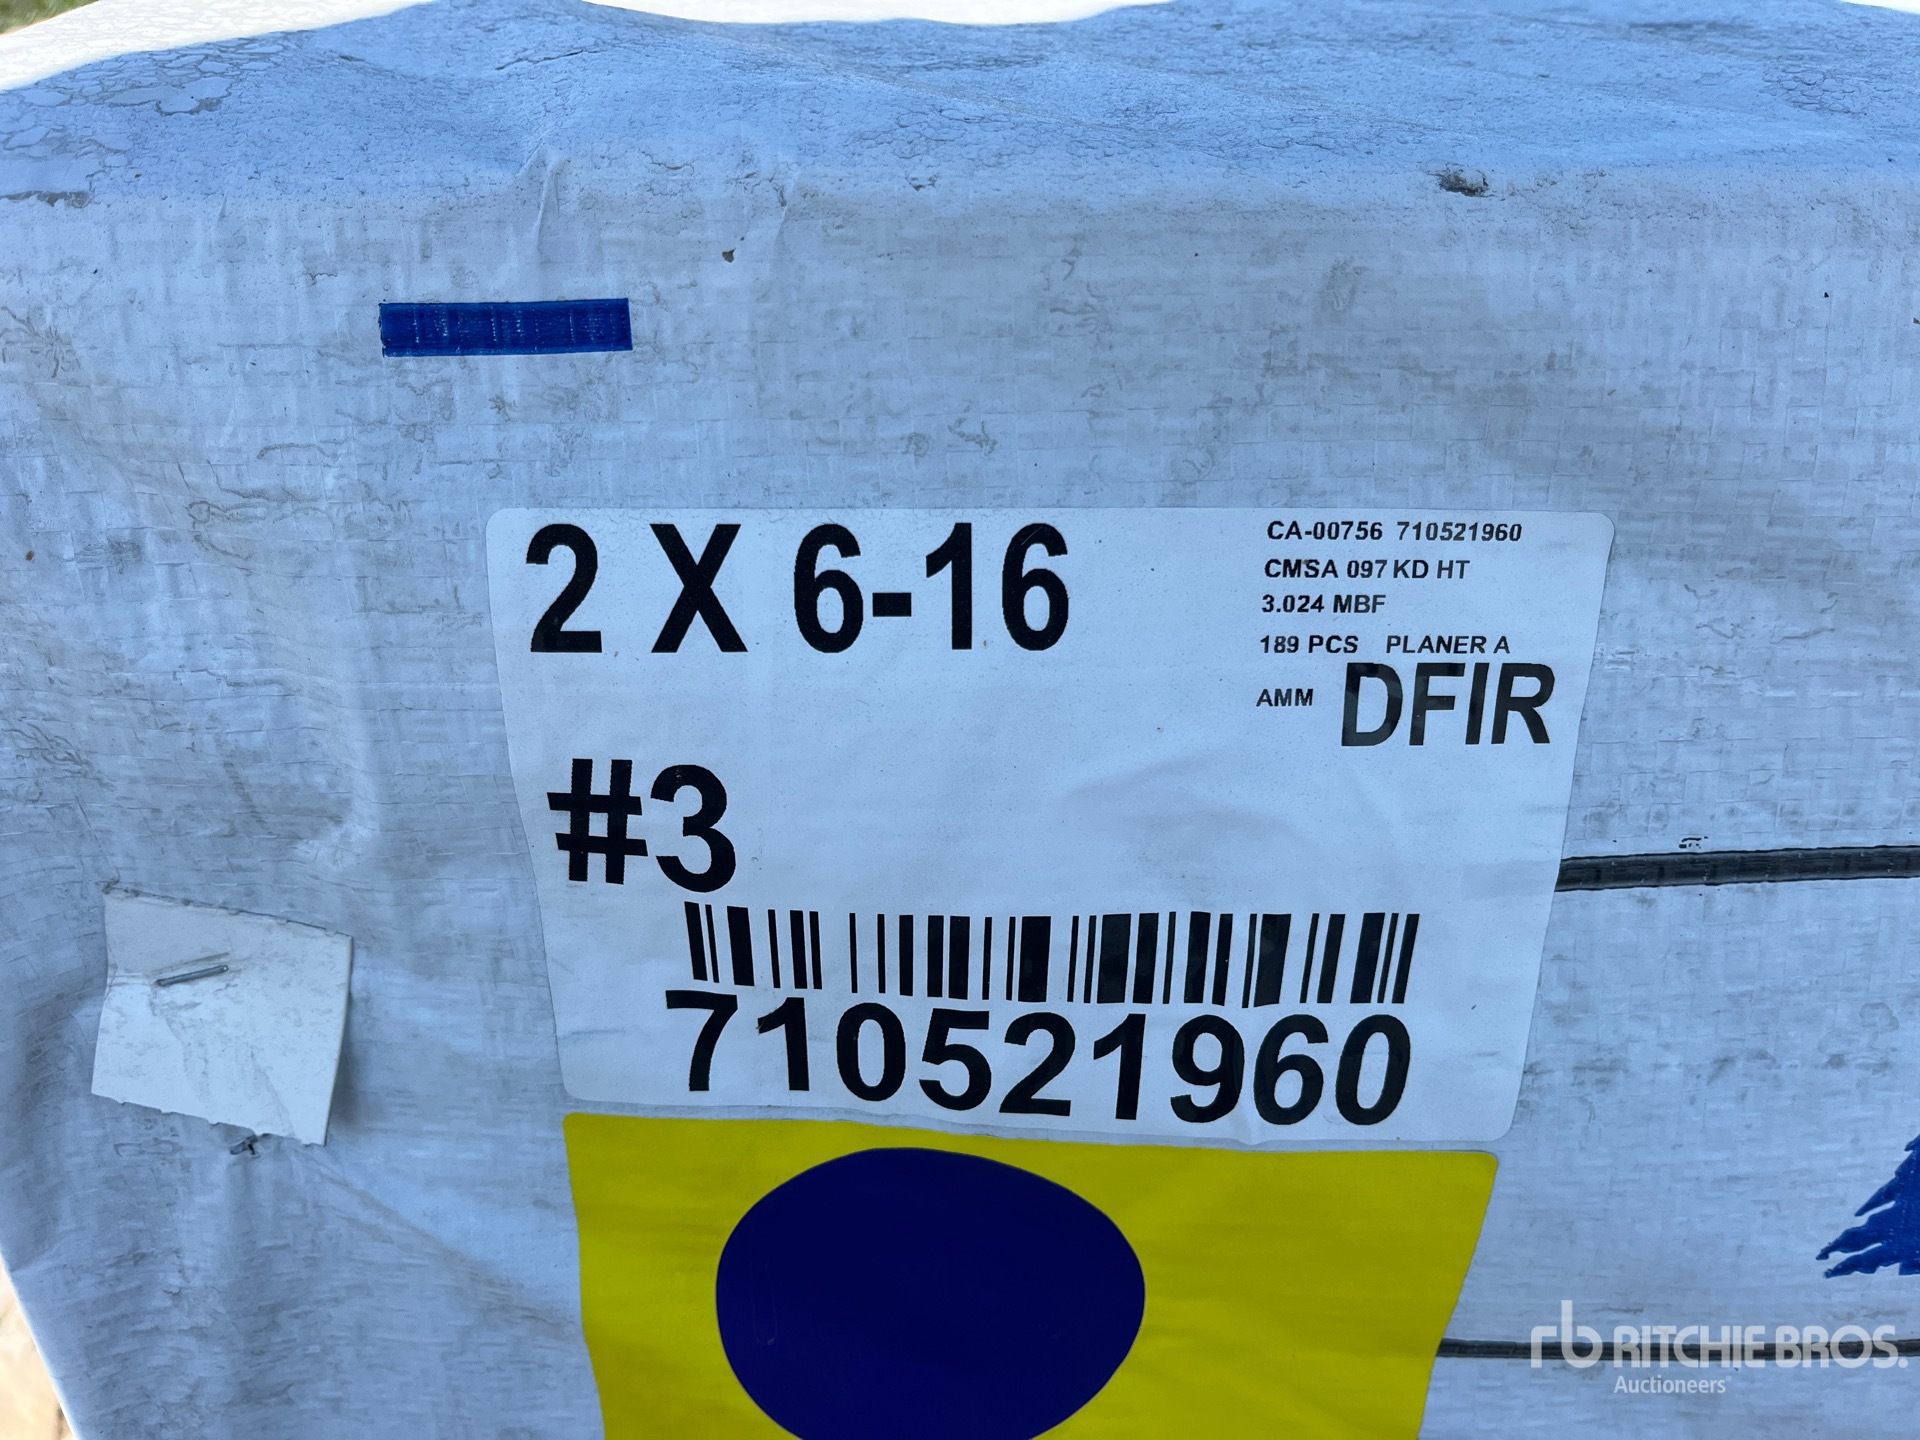 2 X 6-16
CA-00756 710521960
CMSA 097 KD HT
3.024 MBF
189 PCS PLANER A
AMM DFIR
#3
710521960
rb RITCHIE BROS.
Auctioneers